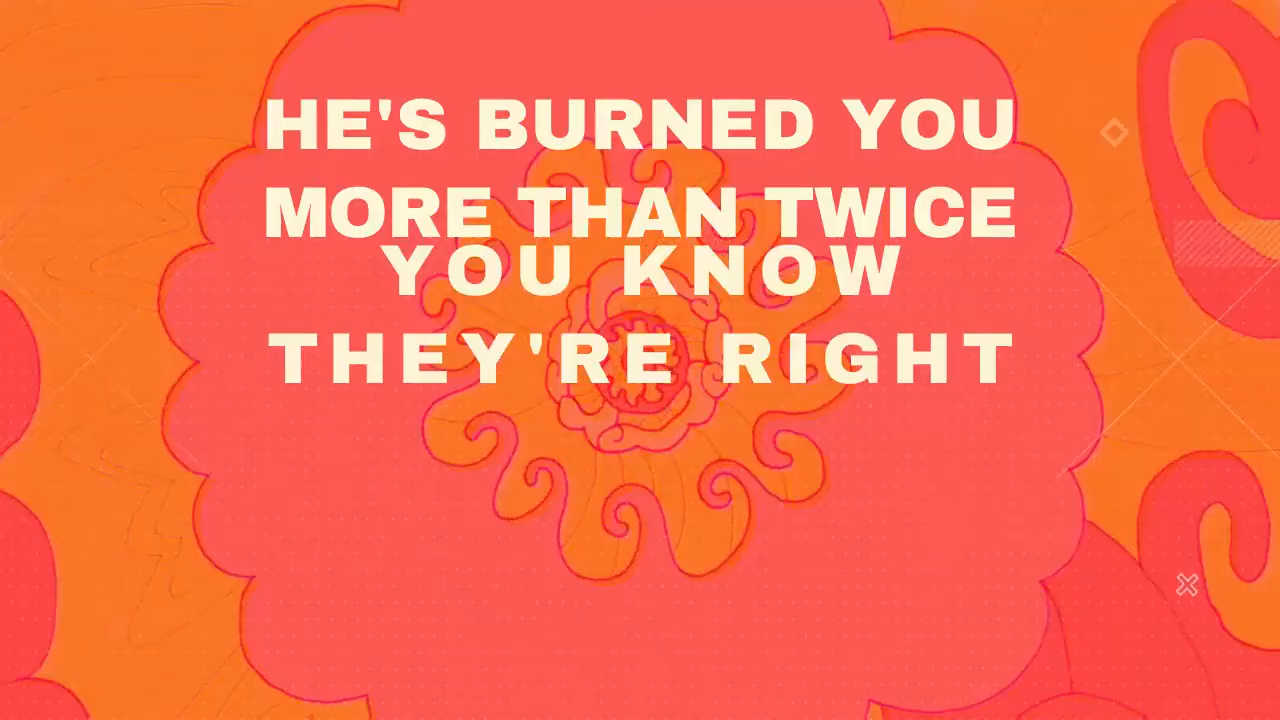 HE'S BURNED YOU
MORE THAN TWICE
YOU KNOW
THEY'RE RIGHT